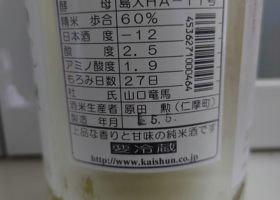 酵 母 島大HA-11号
精米 歩合 60%
日本酒 度 -12
酸 度 2.5
アミノ酸度 1.9
もろみ日数 27日
杜 氏 山口竜馬
酒米生産者 原田 勲(仁摩町)
製造 年月 5.5.
上品な香りと甘味の純米酒です
要冷蔵
http://www.kaishun.co.jp
4536271000464